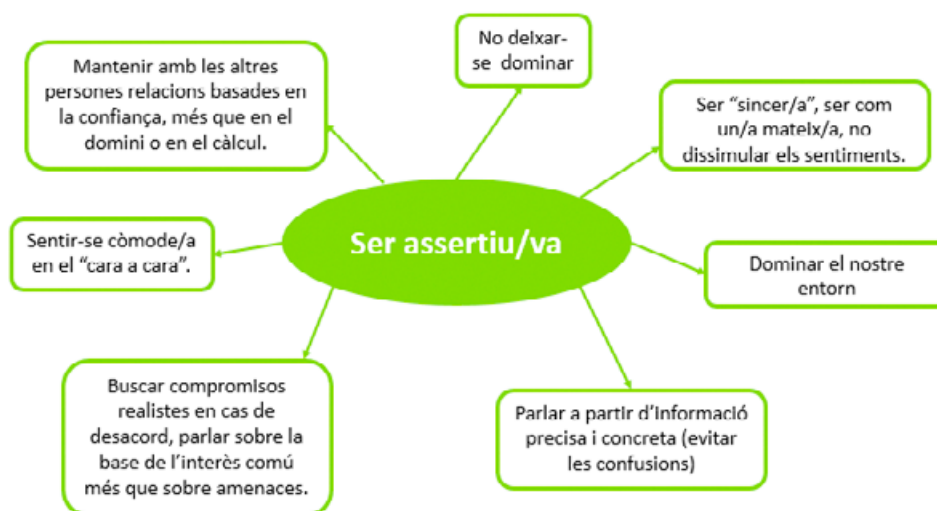 No deixar-
se dominar
Mantenir amb les altres
persones relacions basades en
la confiança, més que en el
domini o en el càlcul.
Ser “sincer/a”, ser com
un/a mateix/a, no
dissimular els sentiments.
Ser assertiu/va
Sentir-se còmode/a
en el “cara a cara”.
Dominar el nostre
entorn
Buscar compromisos
realistes en cas de
desacord, parlar sobre la
base de l’interès comú
més que sobre amenaces.
Parlar a partir d’informació
precisa i concreta (evitar
les confusions)